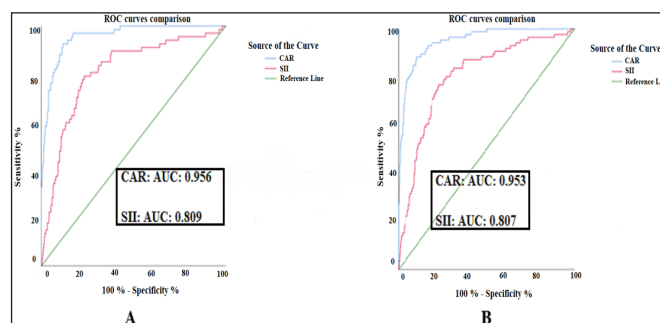 ROC curves comparison
Source of the Curve
CAR
SII
Reference Line
100
80
60
40
20
0
Sensitivity %
CAR: AUC: 0.956
SII: AUC: 0.809
0 20 40 60 80 100
100 % - Specificity %
A
ROC curves comparison
Source of the Curve
CAR
SII
Reference Li
100
80
60
40
20
0
Sensitivity %
CAR: AUC: 0.953
SII: AUC: 0.807
0 20 40 60 80 100
100 % - Specificity %
B